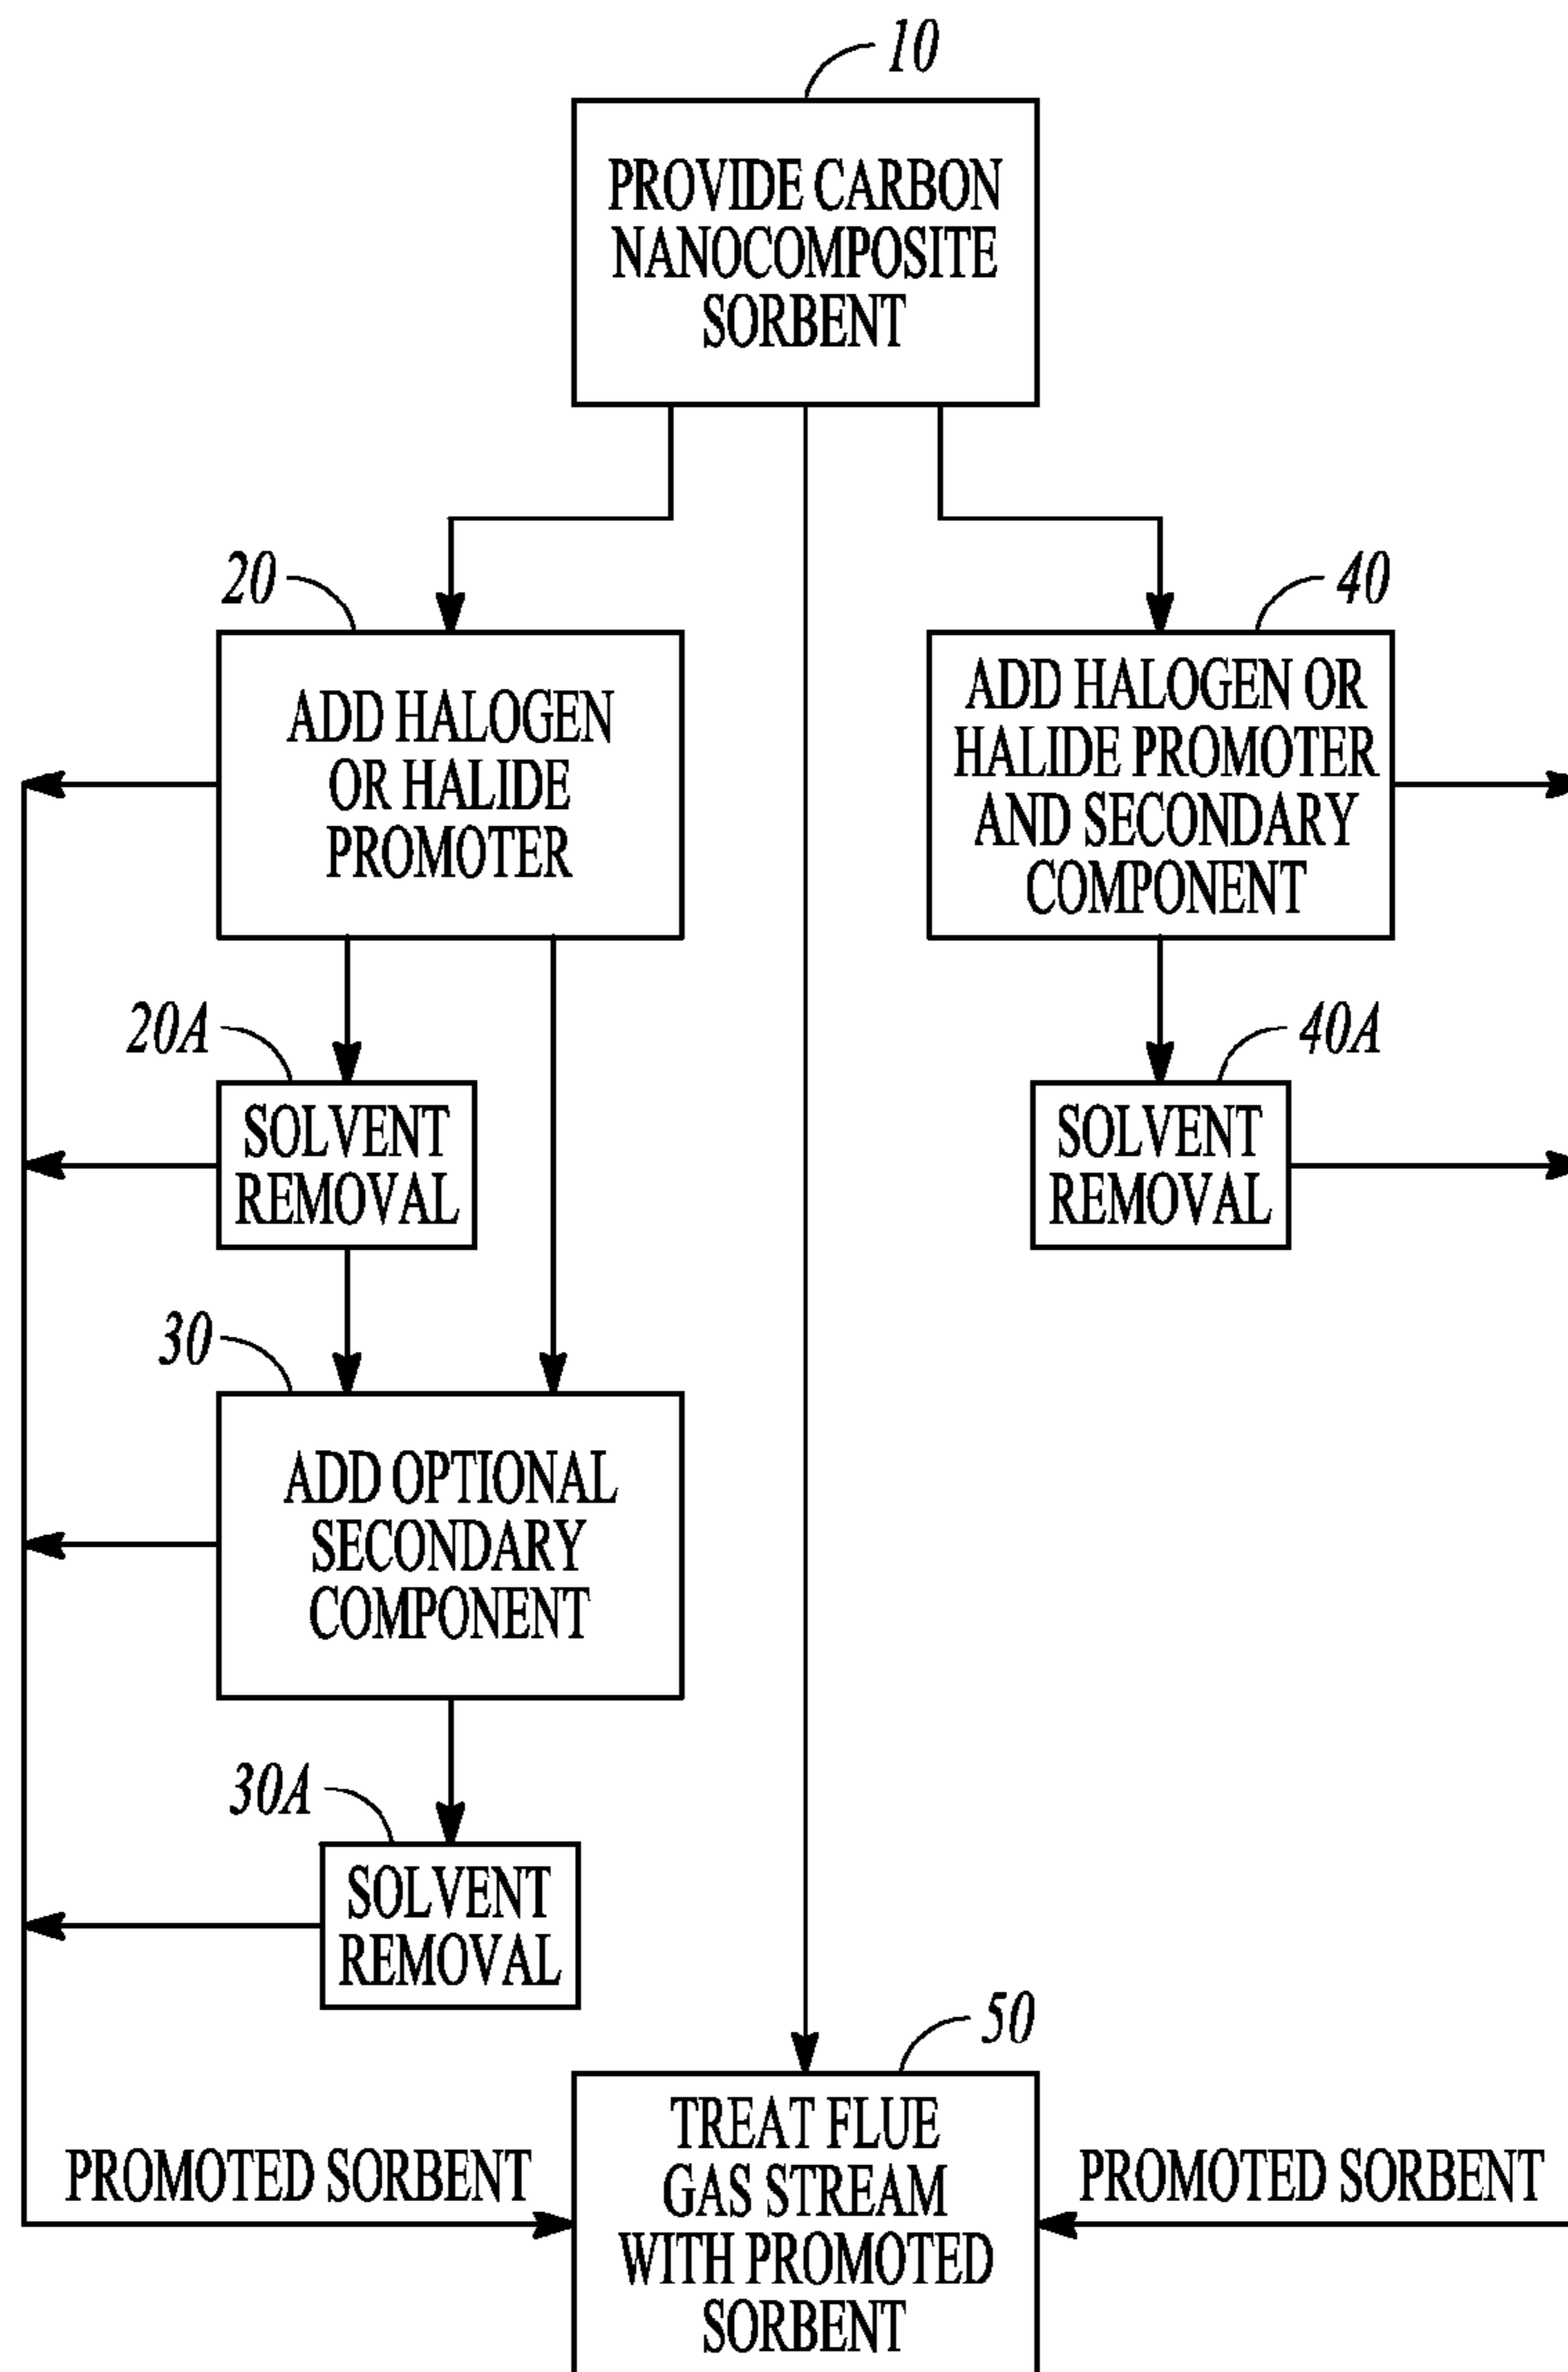 10
PROVIDE CARBON
NANOCOMPOSITE
SORBENT
20
ADD HALOGEN
OR HALIDE
PROMOTER
40
ADD HALOGEN OR
HALIDE PROMOTER
AND SECONDARY
COMPONENT
20A
SOLVENT
REMOVAL
40A
SOLVENT
REMOVAL
30
ADD OPTIONAL
SECONDARY
COMPONENT
30A
SOLVENT
REMOVAL
50
PROMOTED SORBENT
TREAT FLUE
GAS STREAM
WITH PROMOTED
SORBENT
PROMOTED SORBENT